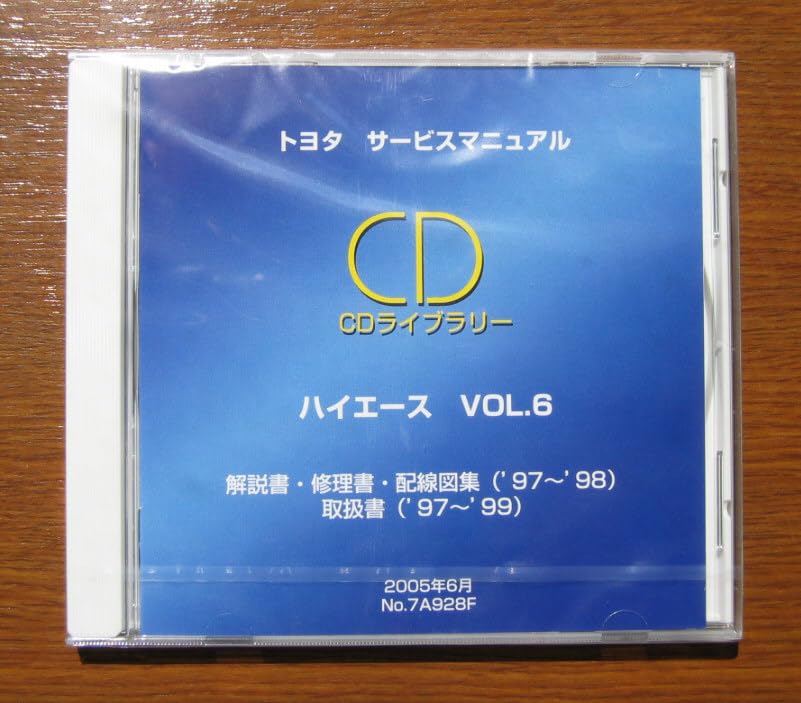 トヨタ サービスマニュアル
CD
CDライブラリー
ハイエース VOL.6
解説書・修理書・配線図集（'97〜'98）
取扱書（'97〜'99）
2005年6月
No.7A928F